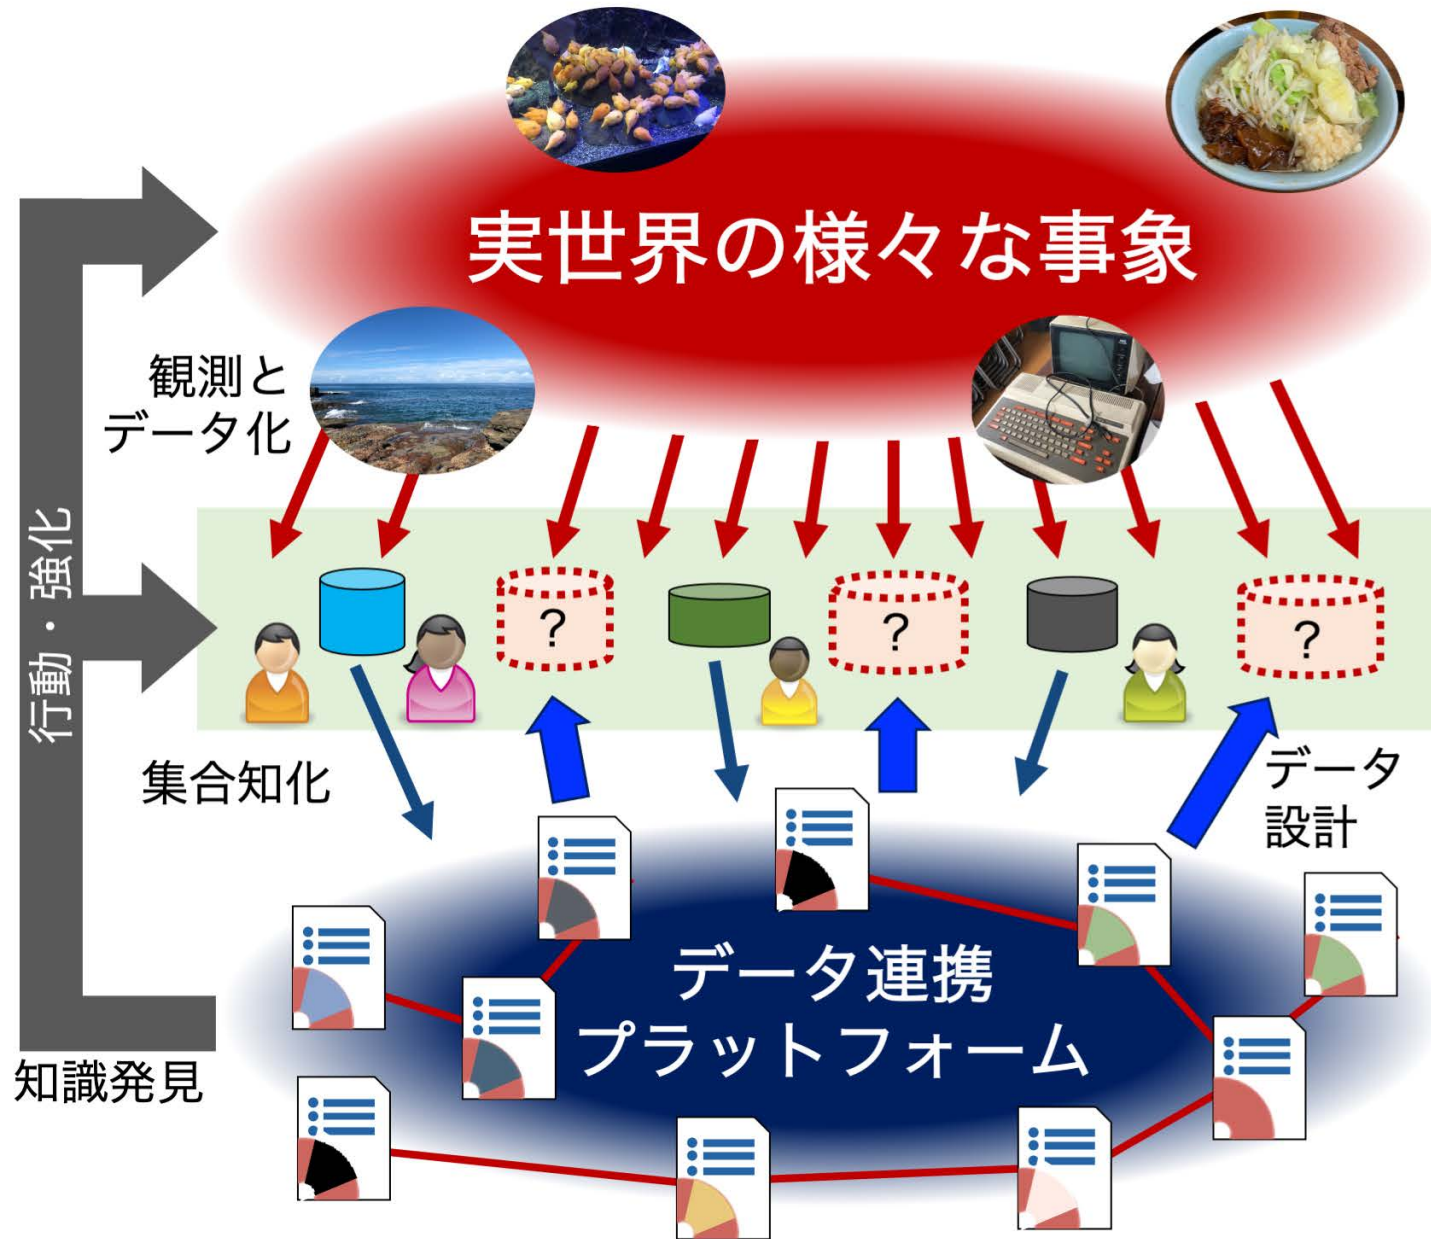 実世界の様々な事象
観測と
データ化
行動・強化
?
?
?
集合知化
データ
設計
データ連携
プラットフォーム
知識発見